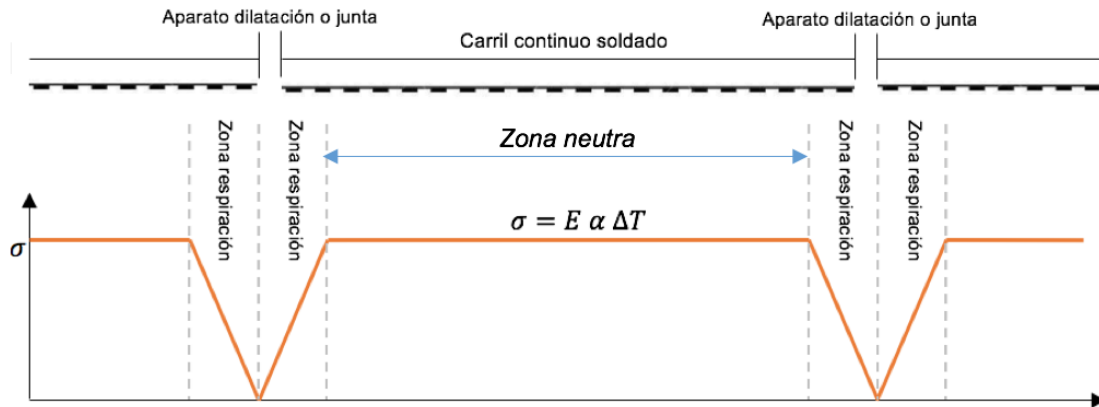 Aparato dilatación o junta
Aparato dilatación o junta
Carril continuo soldado
Zona respiración
Zona respiración
Zona neutra
Zona respiración
Zona respiración
σ = E α ΔT
σ